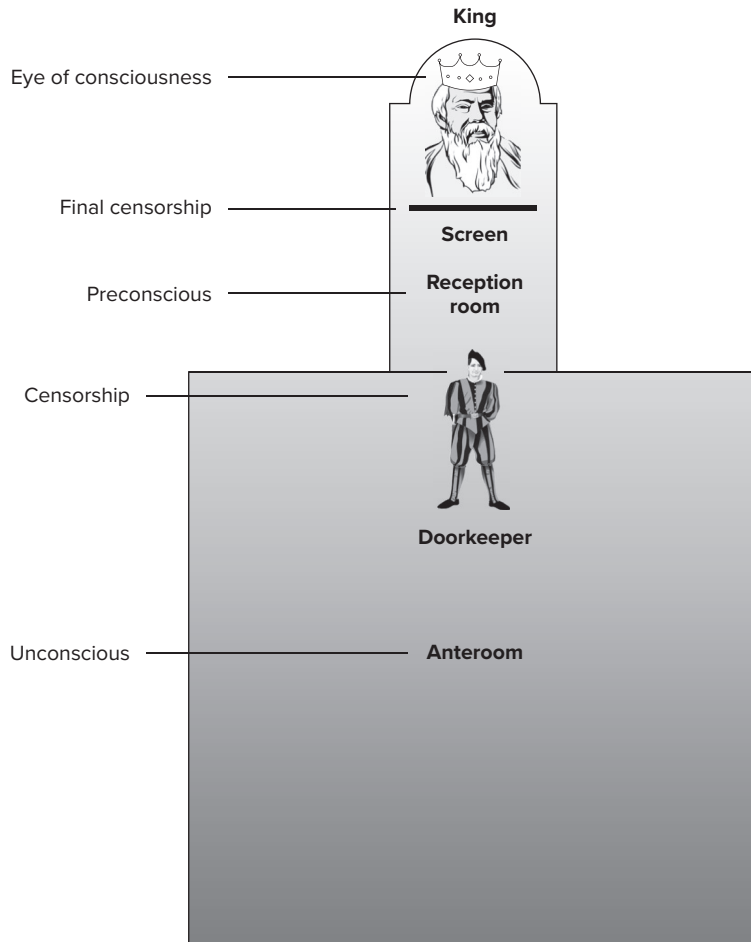 King
Eye of consciousness
Final censorship
Screen
Preconscious
Reception
room
Censorship
Doorkeeper
Unconscious
Anteroom